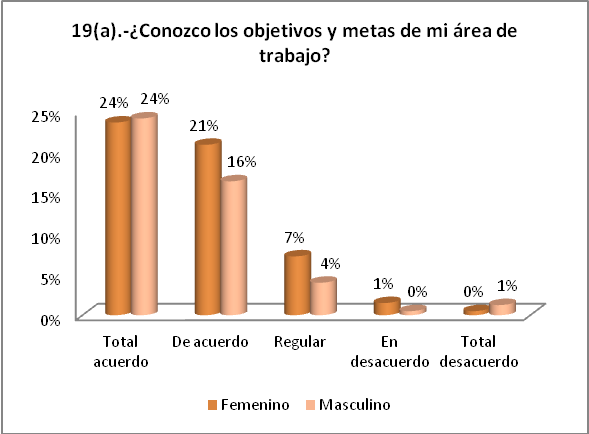 19(a).-¿Conozco los objetivos y metas de mi área de
trabajo?
24% 24%
21%
16%
7%
4%
1%
0%
0%
1%
25%
20%
15%
10%
5%
0%
Total
acuerdo
De acuerdo
Regular
En
desacuerdo
Total
desacuerdo
Femenino Masculino